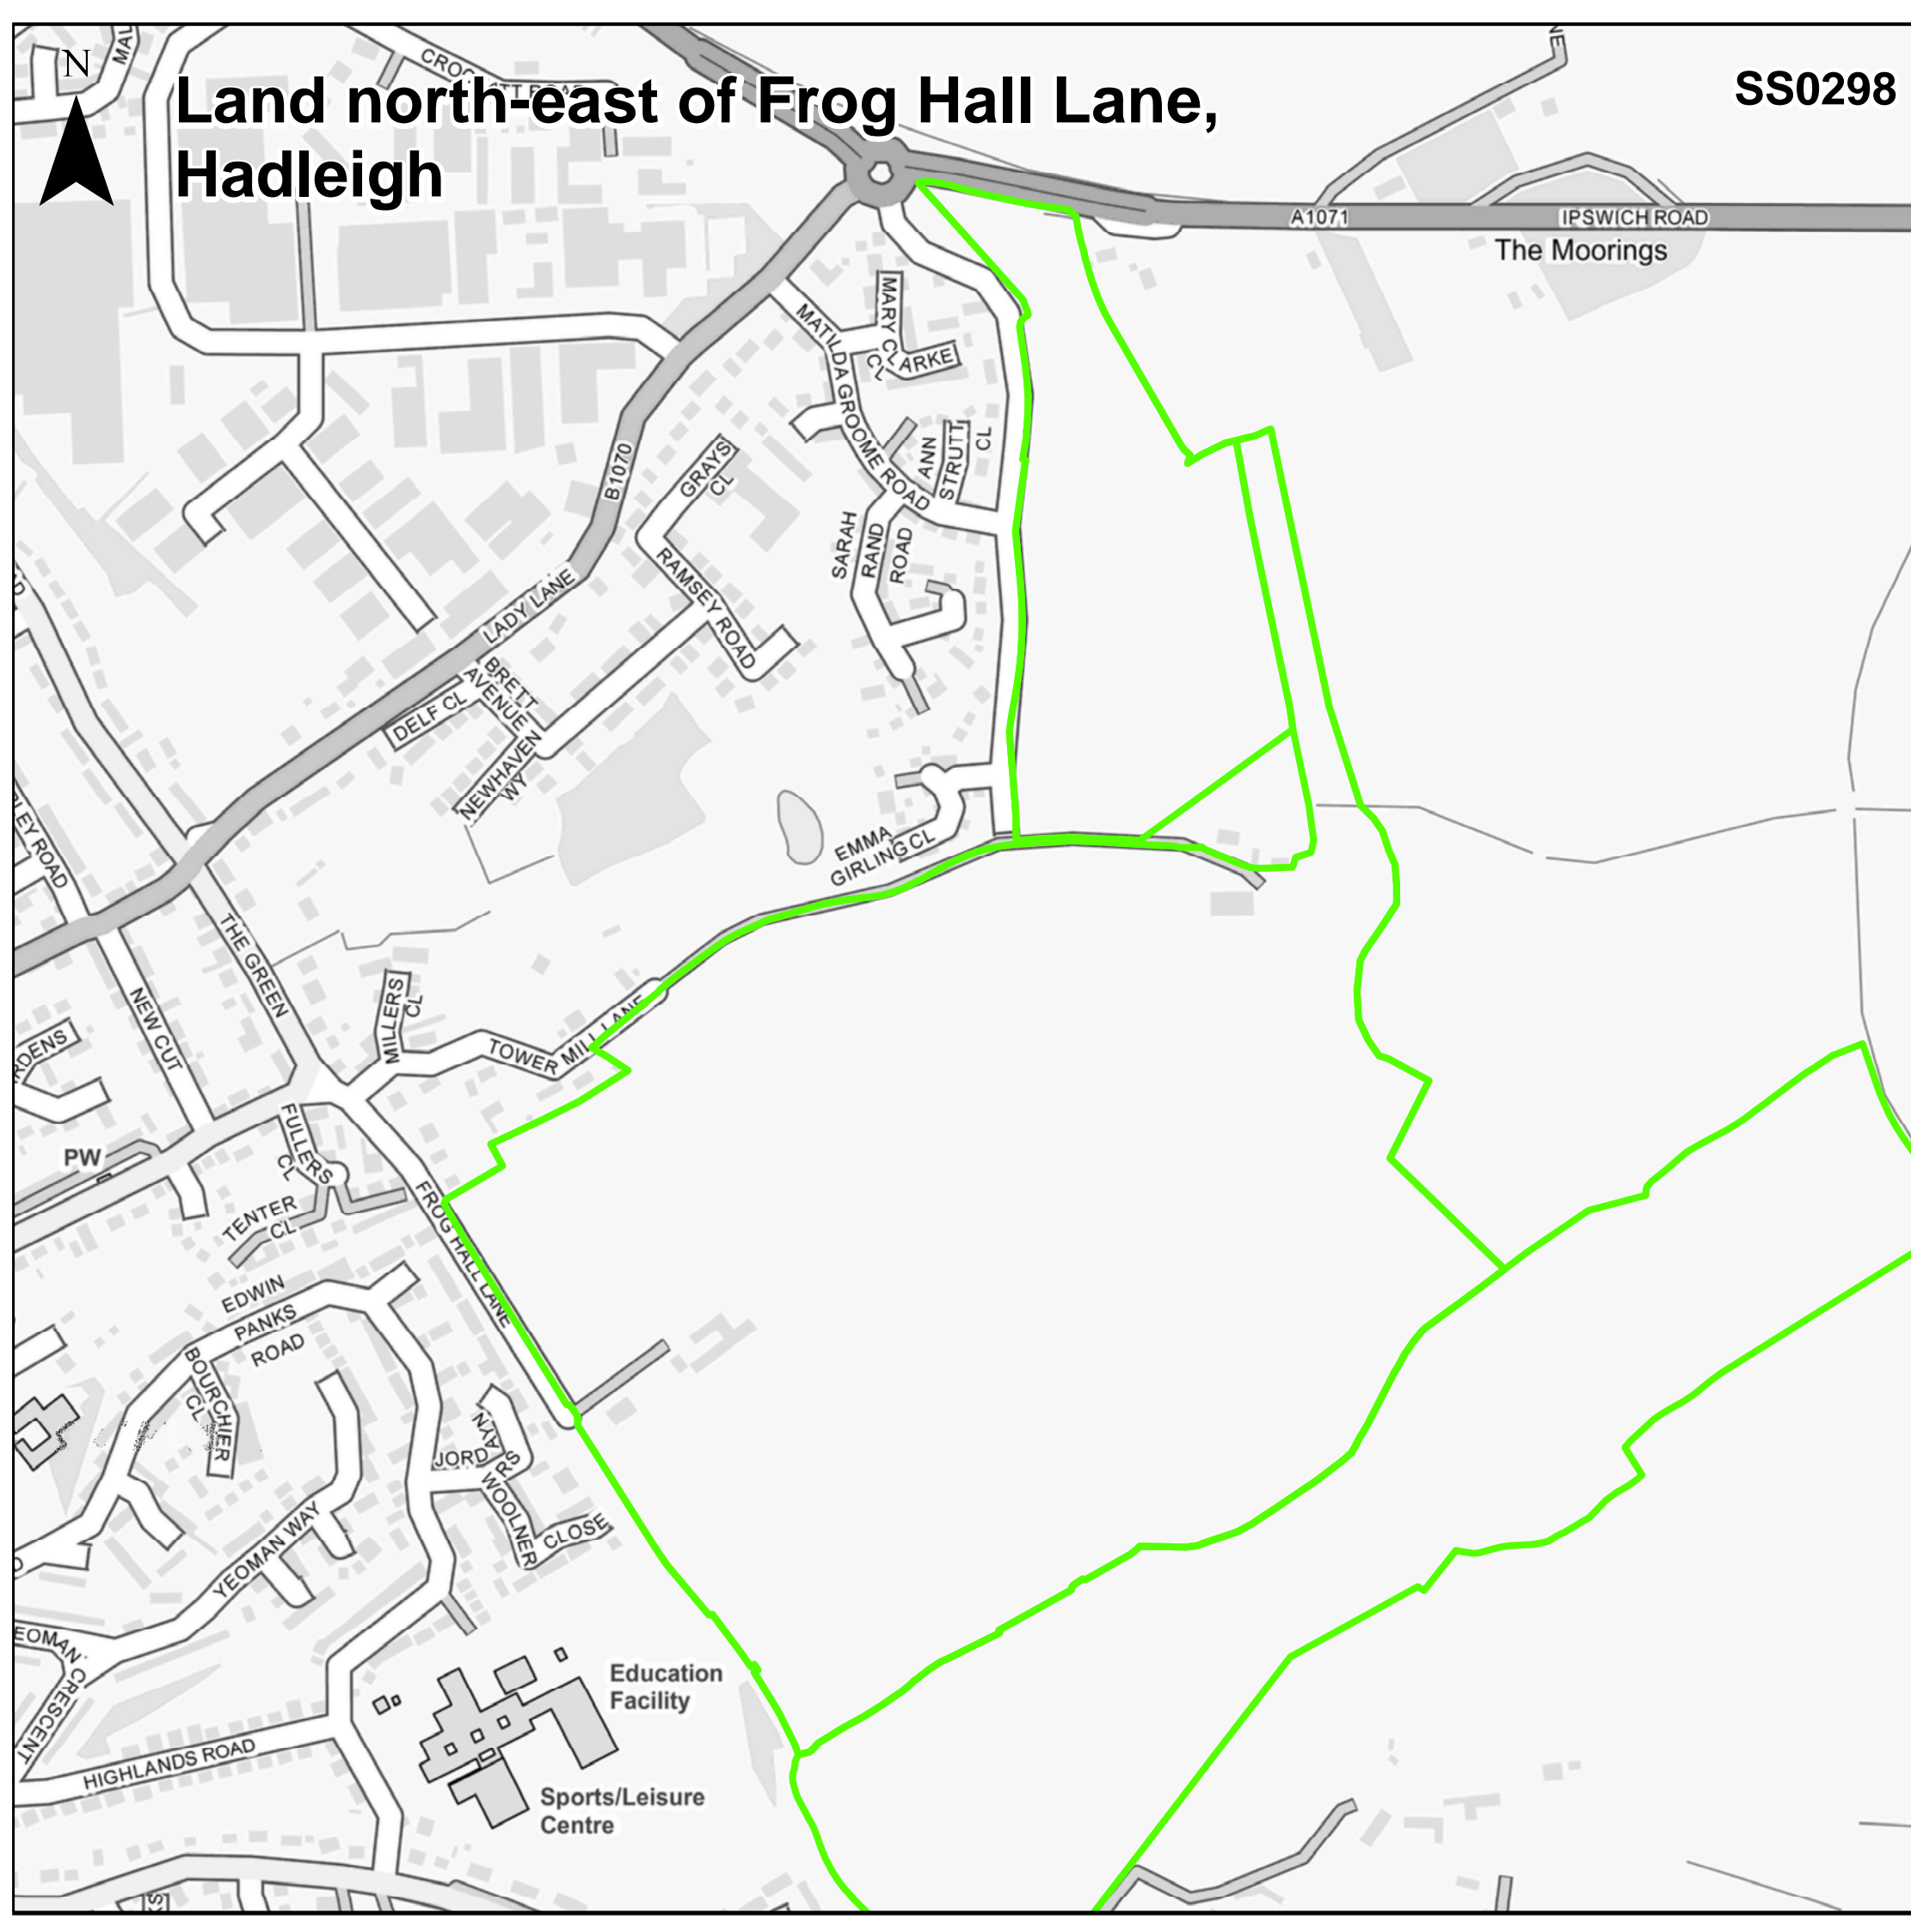 N
Land north-east of Frog Hall Lane,
Hadleigh
SS0298
A1071
IPSWICH ROAD
The Moorings
MARY CLARKE
CL
MATILDA GROOME ROAD
ANN
STRUTT
CL
B1070
GRAYS
CL
SARAH
RAND
ROAD
RAMSEY ROAD
LADY LANE
BRETT
AVENUE
DELF CL
NEWHAVEN
WY
EMMA
GIRLING CL
THE GREEN
NEW CUT
MILLERS
CL
TOWER MILL LANE
PW
FULLERS
CL
TENTER
CL
FROG HALL LANE
EDWIN
PANKS
ROAD
BOURCHIER
CL
JORDAYN
RS
WOOLNER
CLOSE
YEOMAN WAY
CRESCENT
HIGHLANDS ROAD
Education
Facility
Sports/Leisure
Centre